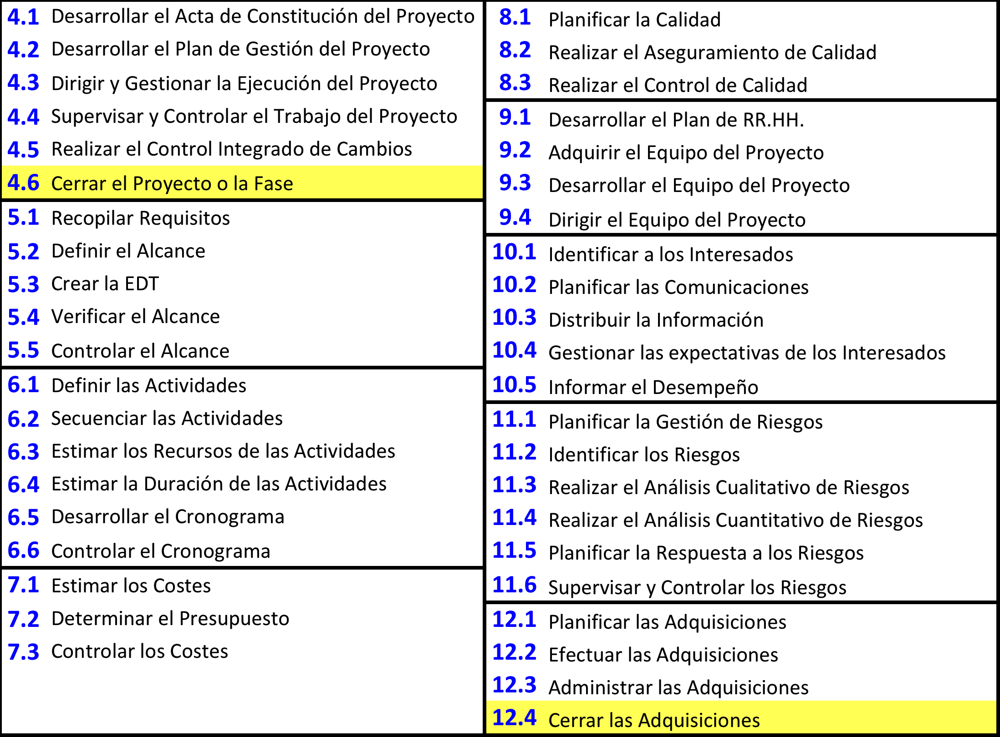 4.1 Desarrollar el Acta de Constitución del Proyecto
4.2 Desarrollar el Plan de Gestión del Proyecto
4.3 Dirigir y Gestionar la Ejecución del Proyecto
4.4 Supervisar y Controlar el Trabajo del Proyecto
4.5 Realizar el Control Integrado de Cambios
4.6 Cerrar el Proyecto o la Fase
5.1 Recopilar Requisitos
5.2 Definir el Alcance
5.3 Crear la EDT
5.4 Verificar el Alcance
5.5 Controlar el Alcance
6.1 Definir las Actividades
6.2 Secuenciar las Actividades
6.3 Estimar los Recursos de las Actividades
6.4 Estimar la Duración de las Actividades
6.5 Desarrollar el Cronograma
6.6 Controlar el Cronograma
7.1 Estimar los Costes
7.2 Determinar el Presupuesto
7.3 Controlar los Costes
8.1 Planificar la Calidad
8.2 Realizar el Aseguramiento de Calidad
8.3 Realizar el Control de Calidad
9.1 Desarrollar el Plan de RR.HH.
9.2 Adquirir el Equipo del Proyecto
9.3 Desarrollar el Equipo del Proyecto
9.4 Dirigir el Equipo del Proyecto
10.1 Identificar a los Interesados
10.2 Planificar las Comunicaciones
10.3 Distribuir la Información
10.4 Gestionar las expectativas de los Interesados
10.5 Informar el Desempeño
11.1 Planificar la Gestión de Riesgos
11.2 Identificar los Riesgos
11.3 Realizar el Análisis Cualitativo de Riesgos
11.4 Realizar el Análisis Cuantitativo de Riesgos
11.5 Planificar la Respuesta a los Riesgos
11.6 Supervisar y Controlar los Riesgos
12.1 Planificar las Adquisiciones
12.2 Efectuar las Adquisiciones
12.3 Administrar las Adquisiciones
12.4 Cerrar las Adquisiciones